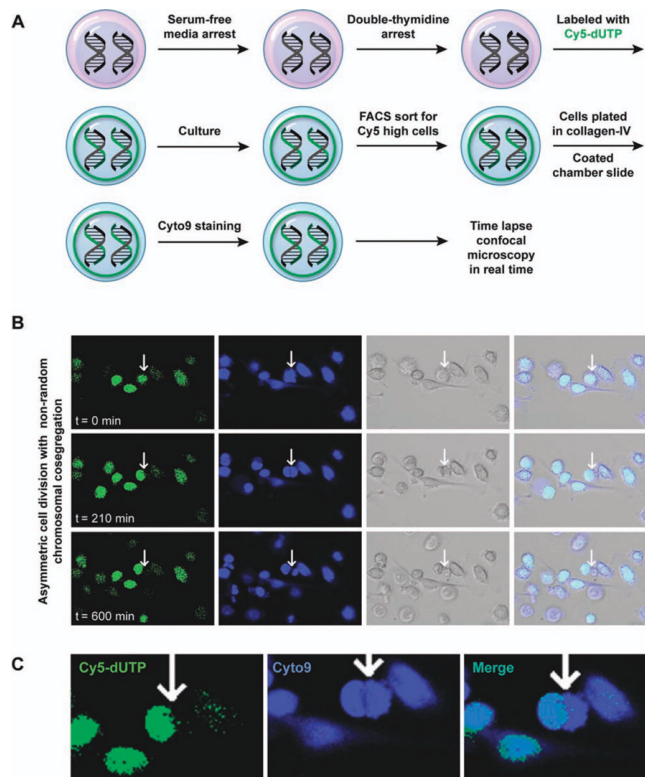 A
Serum-free
media arrest
Double-thymidine
arrest
Labeled with
Cy5-dUTP
Culture
FACS sort for
Cy5 high cells
Cells plated
in collagen-IV
Coated
chamber slide
Cyto9 staining
Time lapse
confocal
microscopy
in real time
B
Asymmetric cell division with non-random
chromosomal cosegregation
t = 0 min
t = 210 min
t = 600 min
C
Cy5-dUTP
Cyto9
Merge